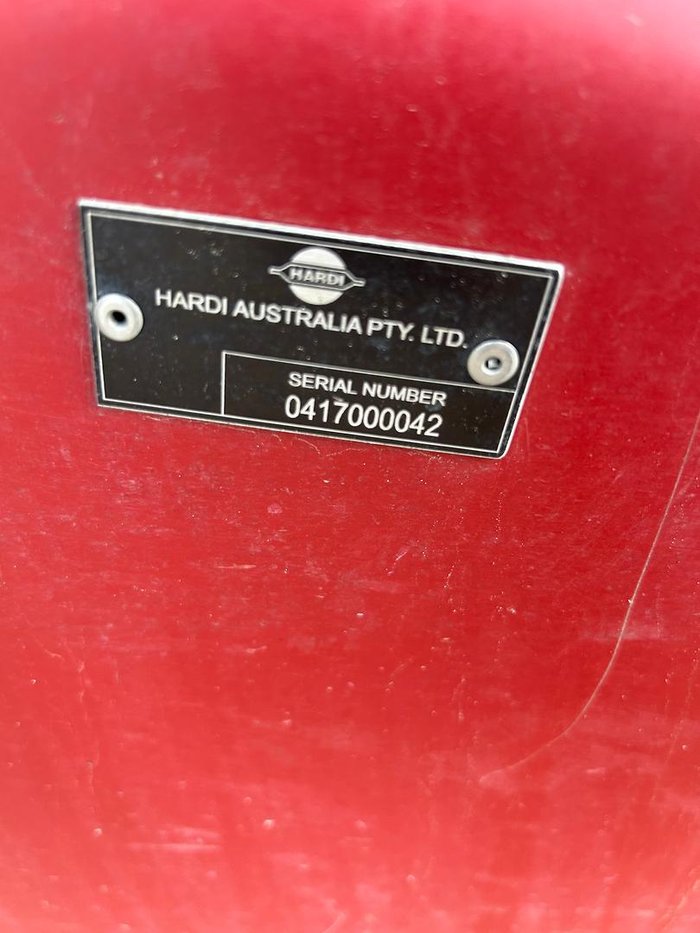 HARDI
HARDI AUSTRALIA PTY. LTD.
SERIAL NUMBER
0417000042